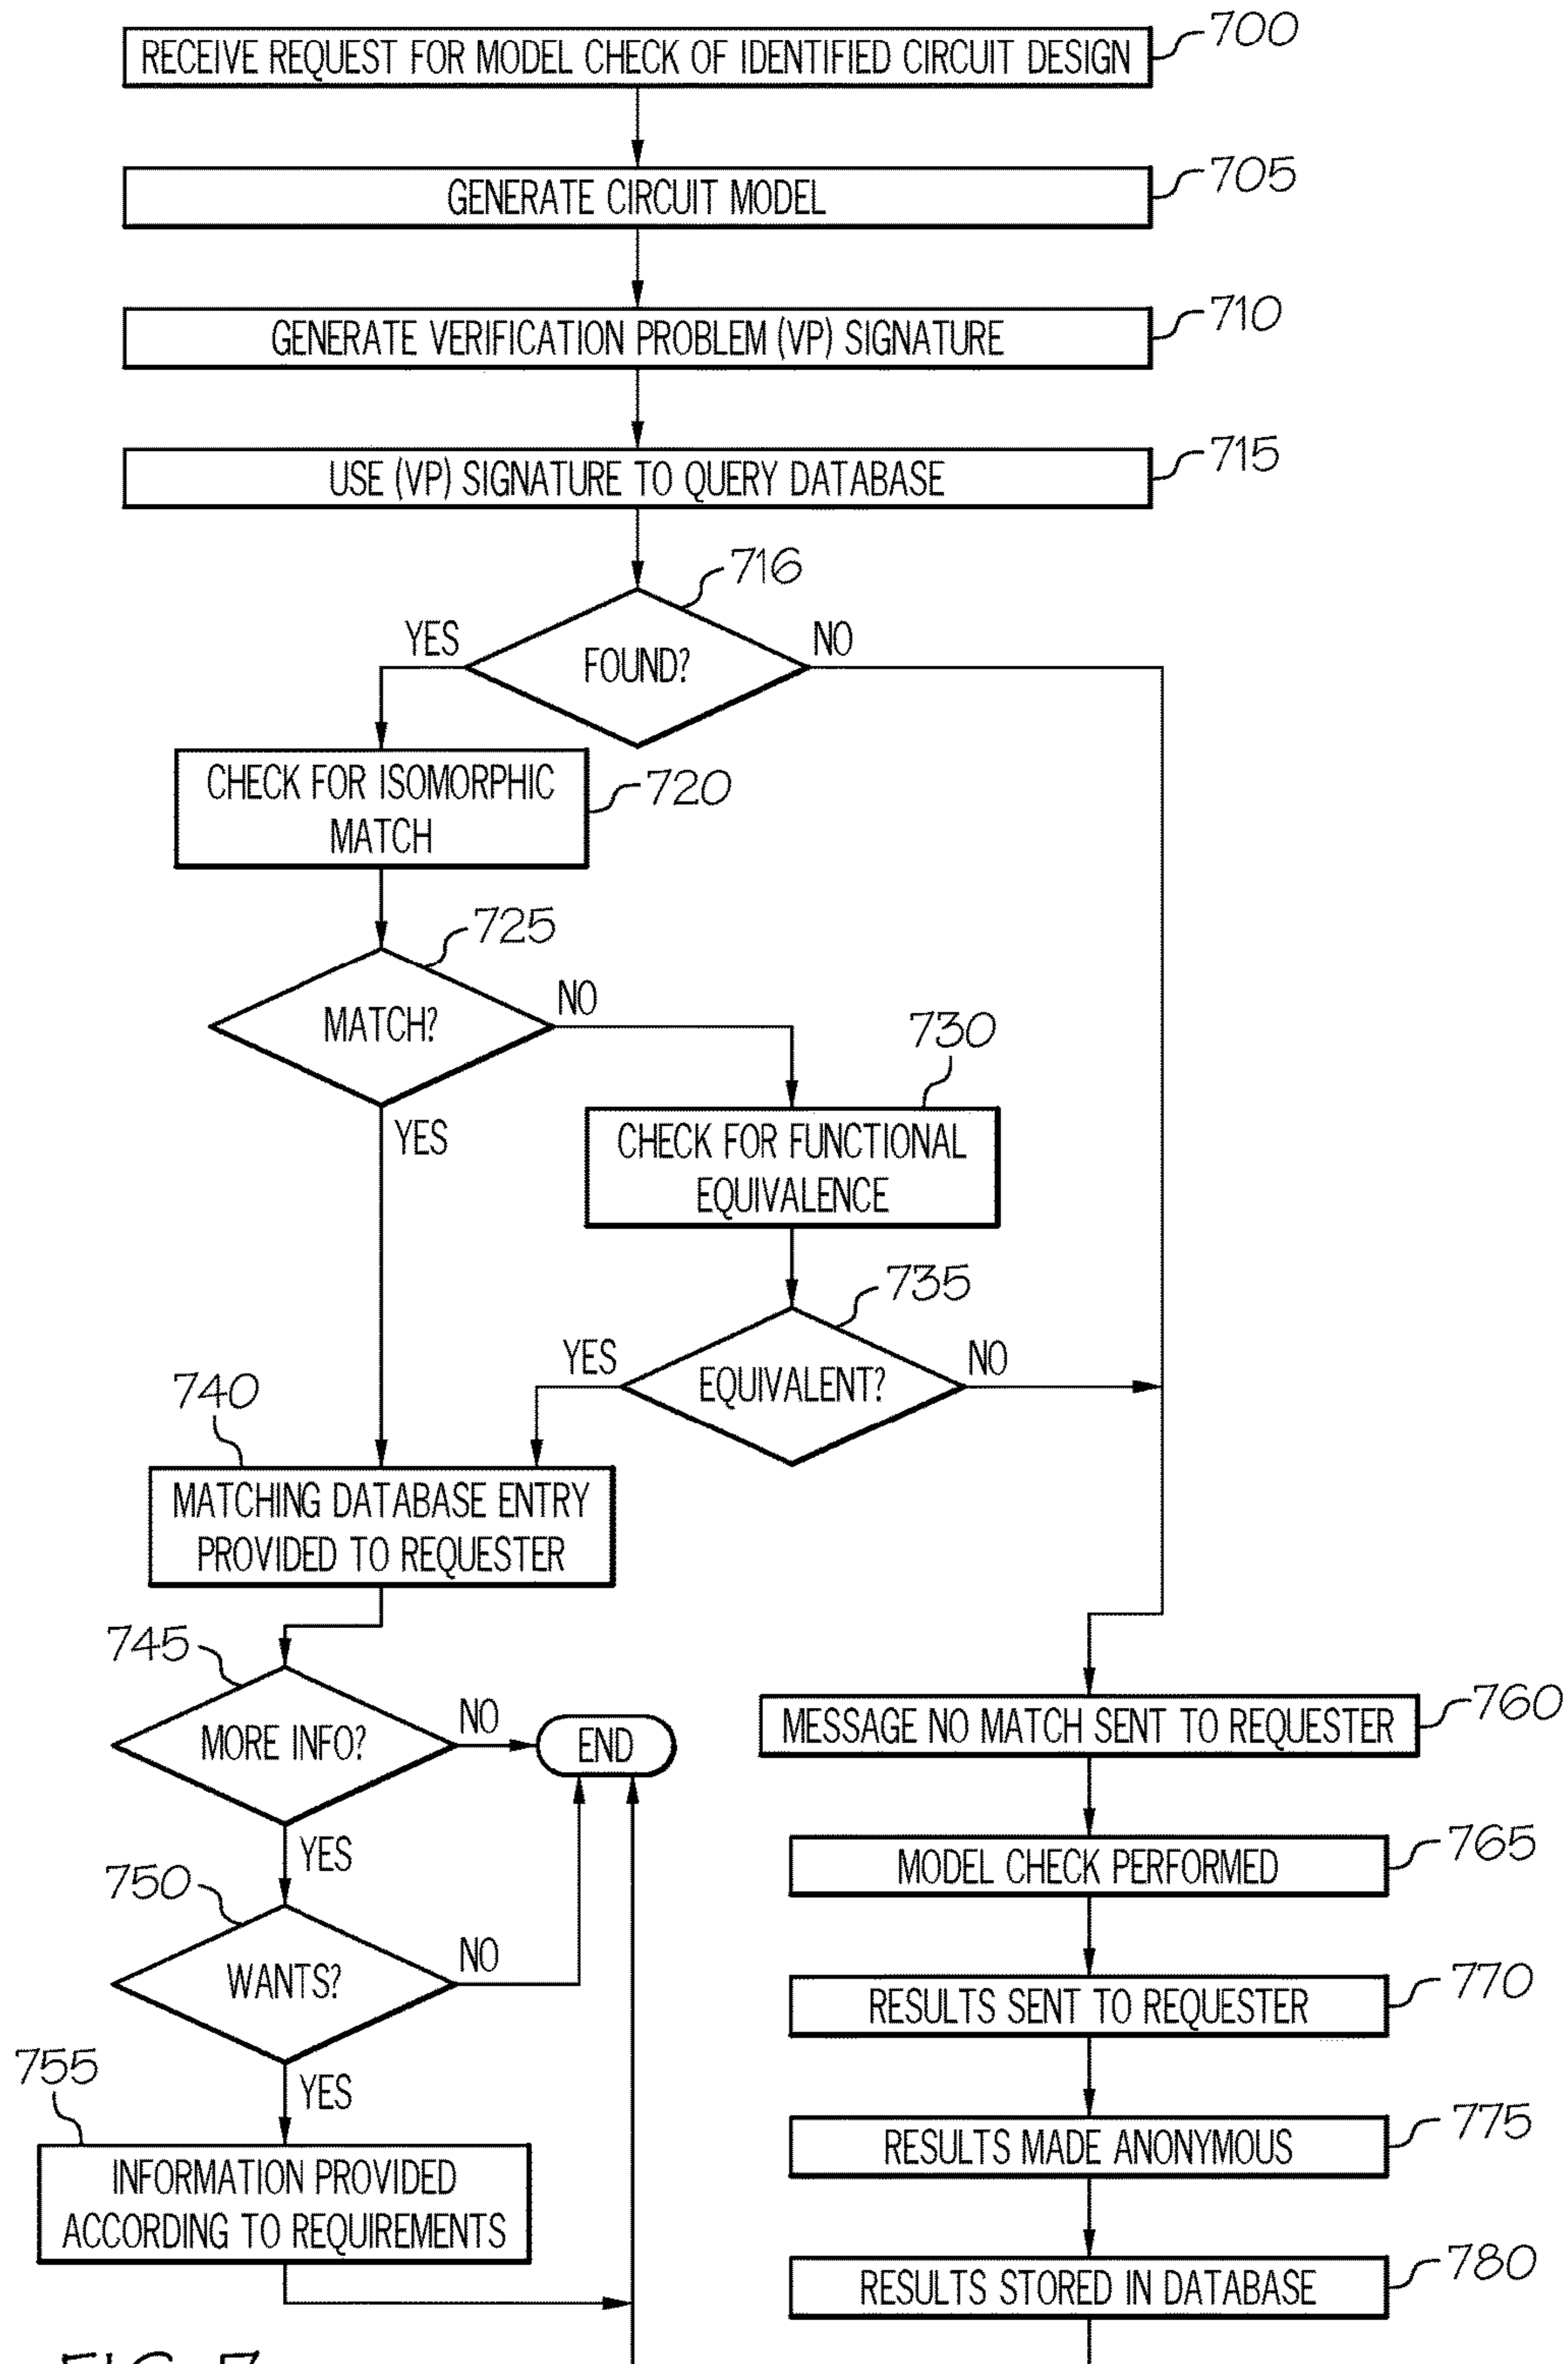 RECEIVE REQUEST FOR MODEL CHECK OF IDENTIFIED CIRCUIT DESIGN
700
GENERATE CIRCUIT MODEL
705
GENERATE VERIFICATION PROBLEM (VP) SIGNATURE
710
USE (VP) SIGNATURE TO QUERY DATABASE
715
716
YES
FOUND?
NO
CHECK FOR ISOMORPHIC
MATCH
720
725
MATCH?
NO
YES
730
CHECK FOR FUNCTIONAL
EQUIVALENCE
735
YES
EQUIVALENT?
NO
740
MATCHING DATABASE ENTRY
PROVIDED TO REQUESTER
745
MORE INFO?
NO
END
YES
750
WANTS?
NO
YES
755
INFORMATION PROVIDED
ACCORDING TO REQUIREMENTS
MESSAGE NO MATCH SENT TO REQUESTER
760
MODEL CHECK PERFORMED
765
RESULTS SENT TO REQUESTER
770
RESULTS MADE ANONYMOUS
775
RESULTS STORED IN DATABASE
780